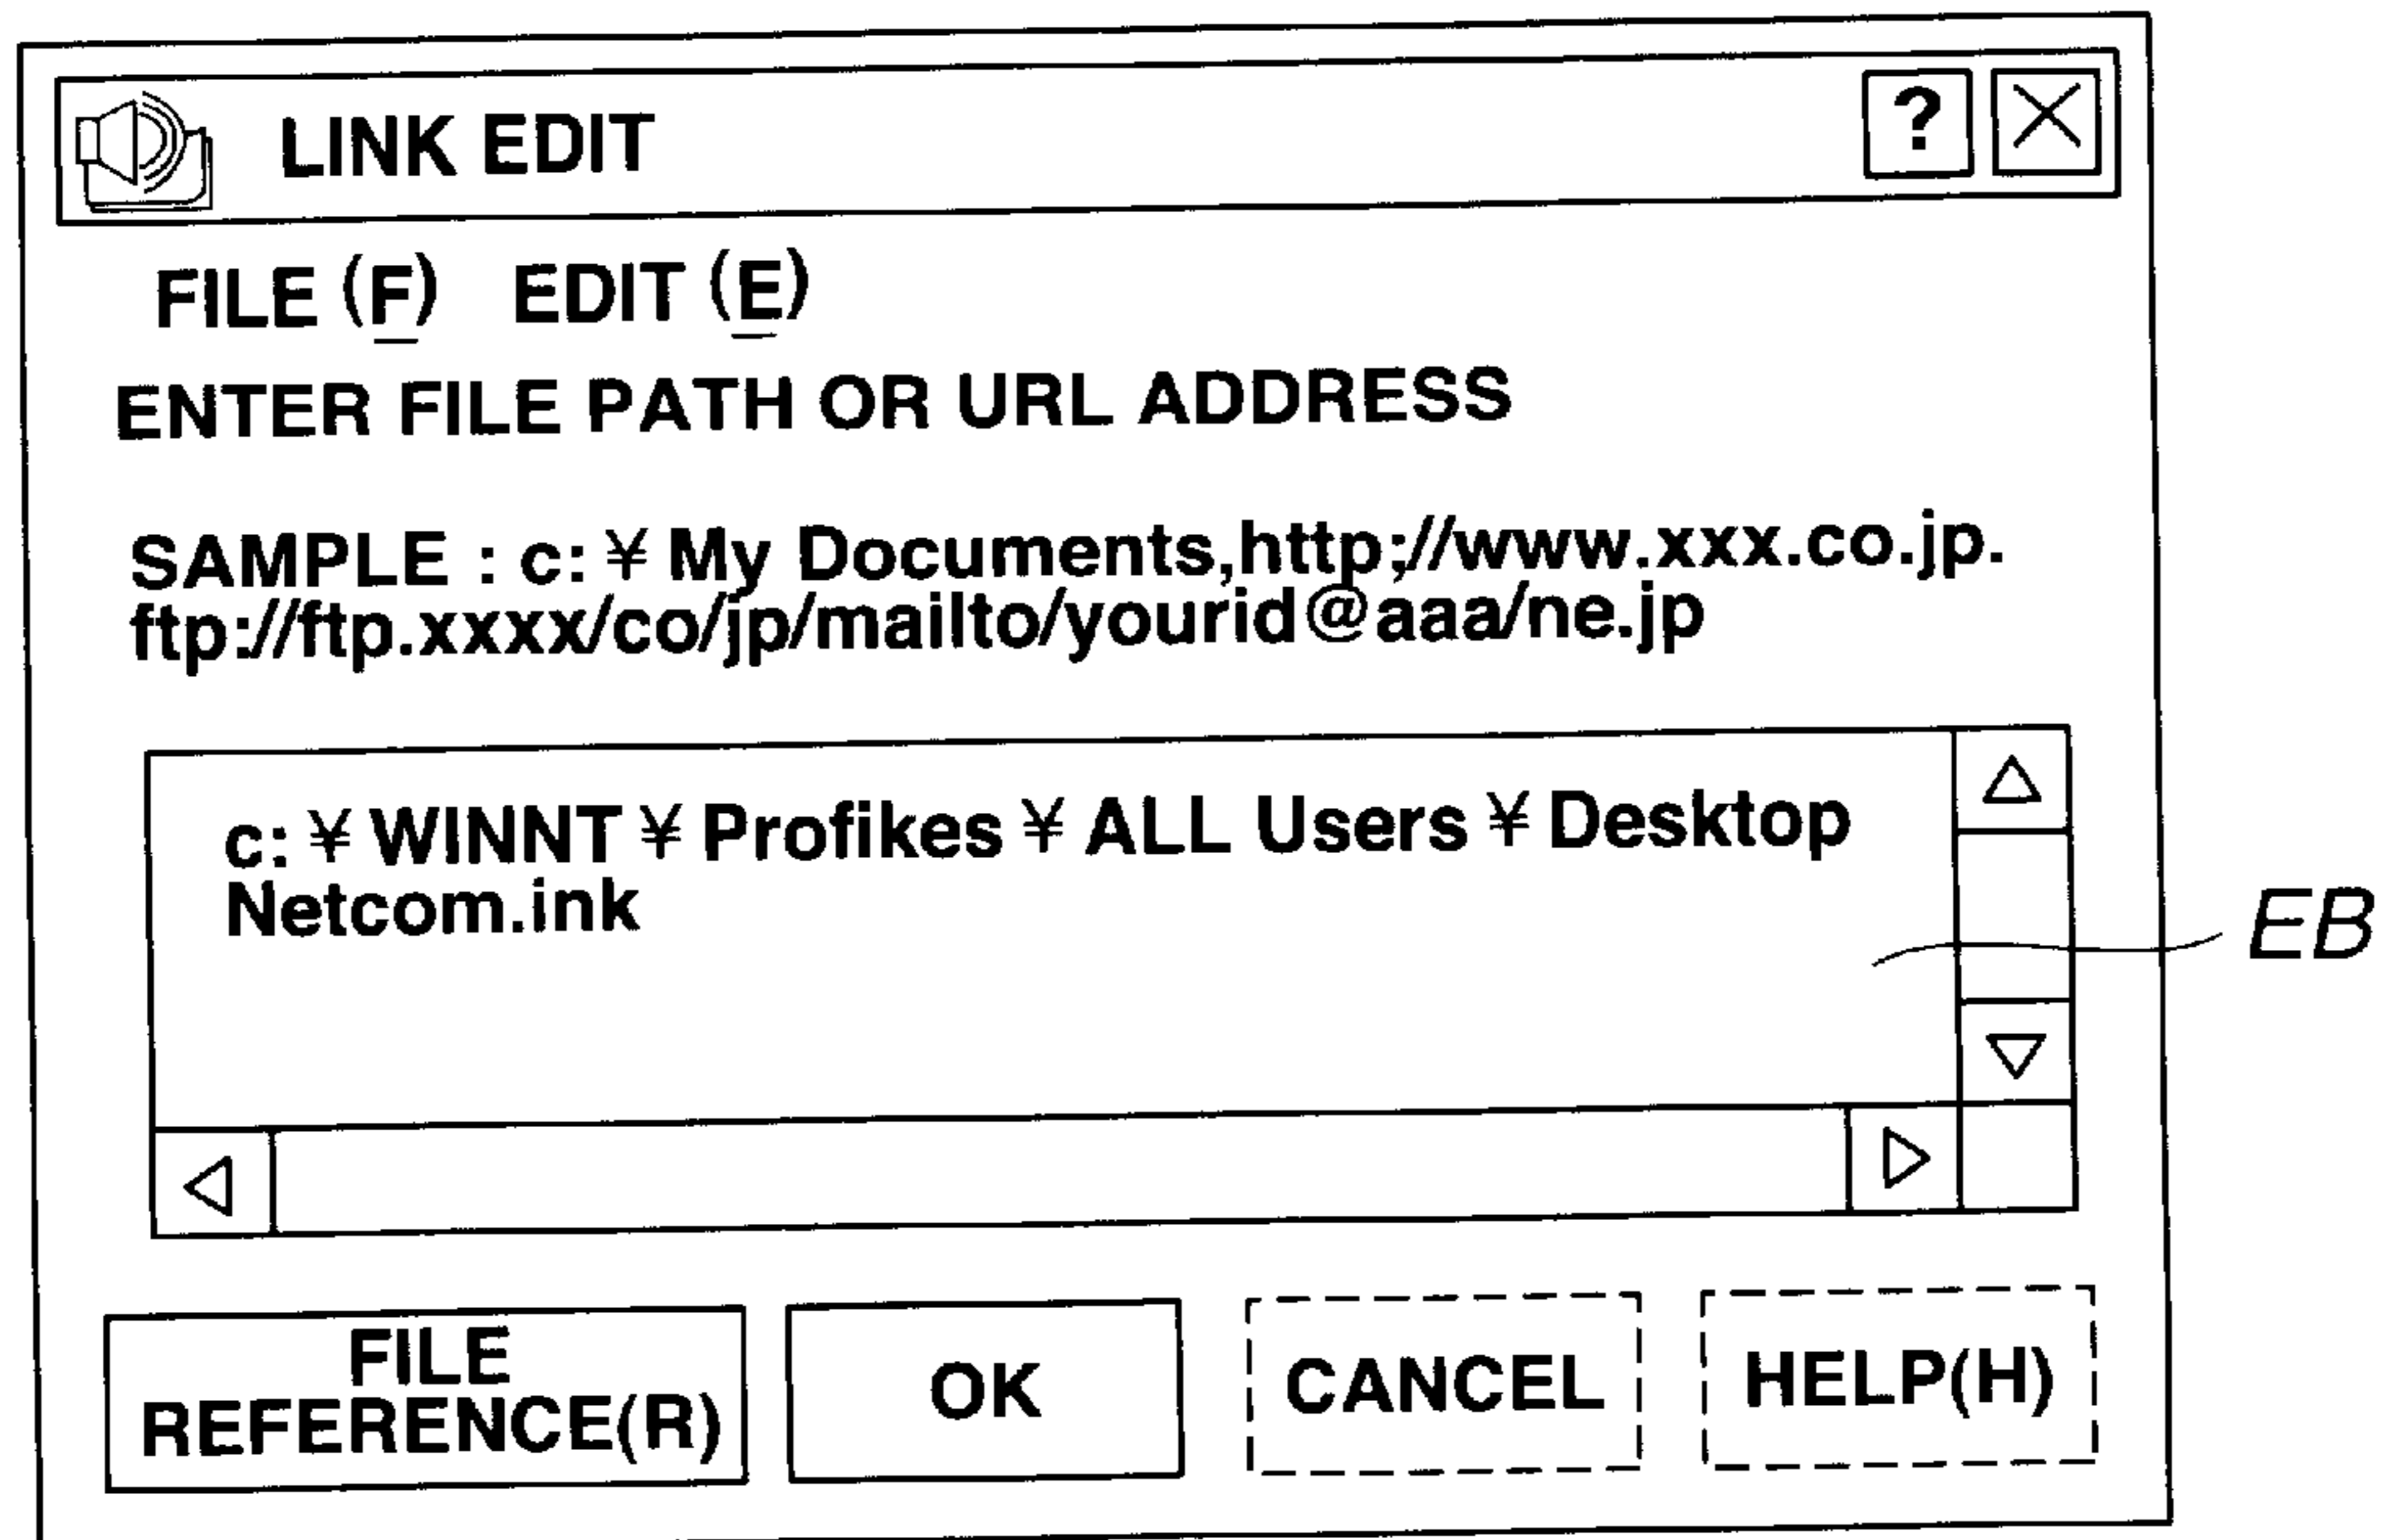 LINK EDIT ?
FILE (F) EDIT (E)
ENTER FILE PATH OR URL ADDRESS
SAMPLE : c: ¥ My Documents,http;//www.xxx.co.jp.
ftp://ftp.xxxx/co/jp/mailto/yourid@aaa/ne.jp
c: ¥ WINNT ¥ Profikes ¥ ALL Users ¥ Desktop
Netcom.ink
EB
FILE
REFERENCE(R)
OK
CANCEL
HELP(H)